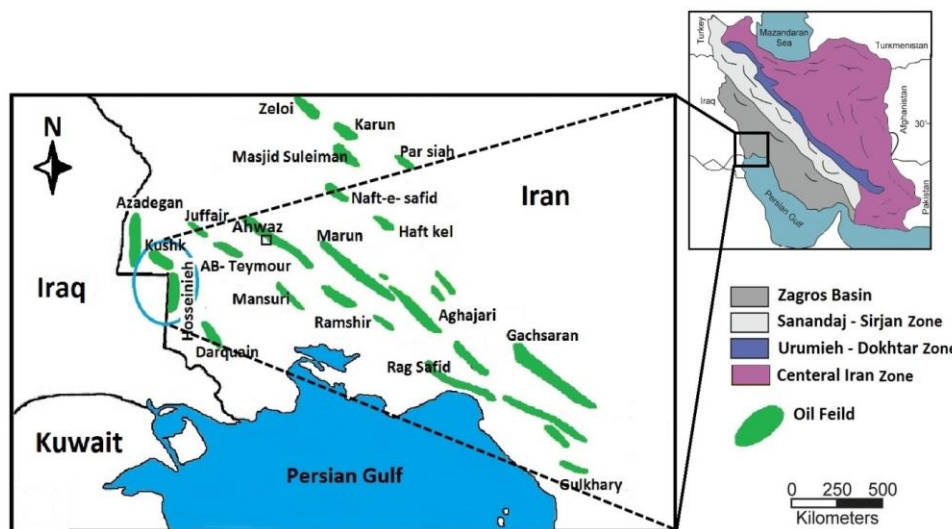 N
Zeloi
Karun
Masjid Suleiman
Par siah
Naft-e- safid
Iran
Azadegan
Juffair
Ahwaz
Haft kel
Kushk
Marun
AB- Teymour
Iraq
Hosseinieh
Mansuri
Ramshir
Aghajari
Gachsaran
Darquain
Rag Safid
Kuwait
Persian Gulf
Gulkhary
Turkey
Mazandaran
Sea
Turkmenistan
Iraq
Afghanistan
30'-
Pakistan
Persian Gulf
Zagros Basin
Sanandaj - Sirjan Zone
Urumieh - Dokhtar Zone
Centeral Iran Zone
Oil Feild
0 250 500
Kilometers